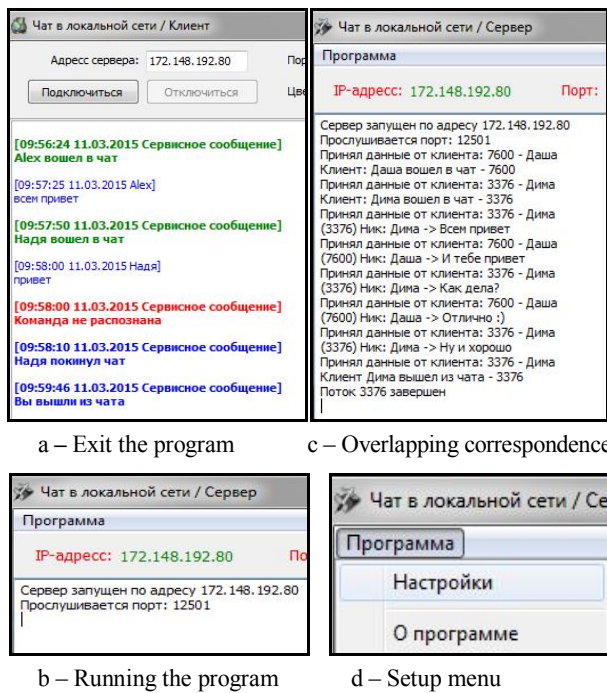 Чат в локальной сети / Клиент
Адресс сервера: 172.148.192.80 Пор
Подключиться Отключиться Цве
[09:56:24 11.03.2015 Сервисное сообщение]
Alex вошел в чат
[09:57:25 11.03.2015 Alex]
всем привет
[09:57:50 11.03.2015 Сервисное сообщение]
Надя вошел в чат
[09:58:00 11.03.2015 Надя]
привет
[09:58:00 11.03.2015 Сервисное сообщение]
Команда не распознана
[09:58:10 11.03.2015 Сервисное сообщение]
Надя покинул чат
[09:59:46 11.03.2015 Сервисное сообщение]
Вы вышли из чата
Чат в локальной сети / Сервер
Программа
IP-адресс: 172.148.192.80 Порт:
Сервер запущен по адресу 172.148.192.80
Прослушивается порт: 12501
Принял данные от клиента: 7600 - Даша
Клиент: Даша вошел в чат - 7600
Принял данные от клиента: 3376 - Дима
Клиент: Дима вошел в чат - 3376
Принял данные от клиента: 3376 - Дима
(3376) Ник: Дима -> Всем привет
Принял данные от клиента: 7600 - Даша
(7600) Ник: Даша -> И тебе привет
Принял данные от клиента: 3376 - Дима
(3376) Ник: Дима -> Как дела?
Принял данные от клиента: 7600 - Даша
(7600) Ник: Даша -> Отлично :)
Принял данные от клиента: 3376 - Дима
(3376) Ник: Дима -> Ну и хорошо
Принял данные от клиента: 3376 - Дима
Клиент Дима вышел из чата - 3376
Поток 3376 завершен
a – Exit the program
c – Overlapping correspondence
Чат в локальной сети / Сервер
Программа
IP-адресс: 172.148.192.80 По
Сервер запущен по адресу 172.148.192.80
Прослушивается порт: 12501
Чат в локальной сети / Се
Программа
Настройки
О программе
b – Running the program
d – Setup menu